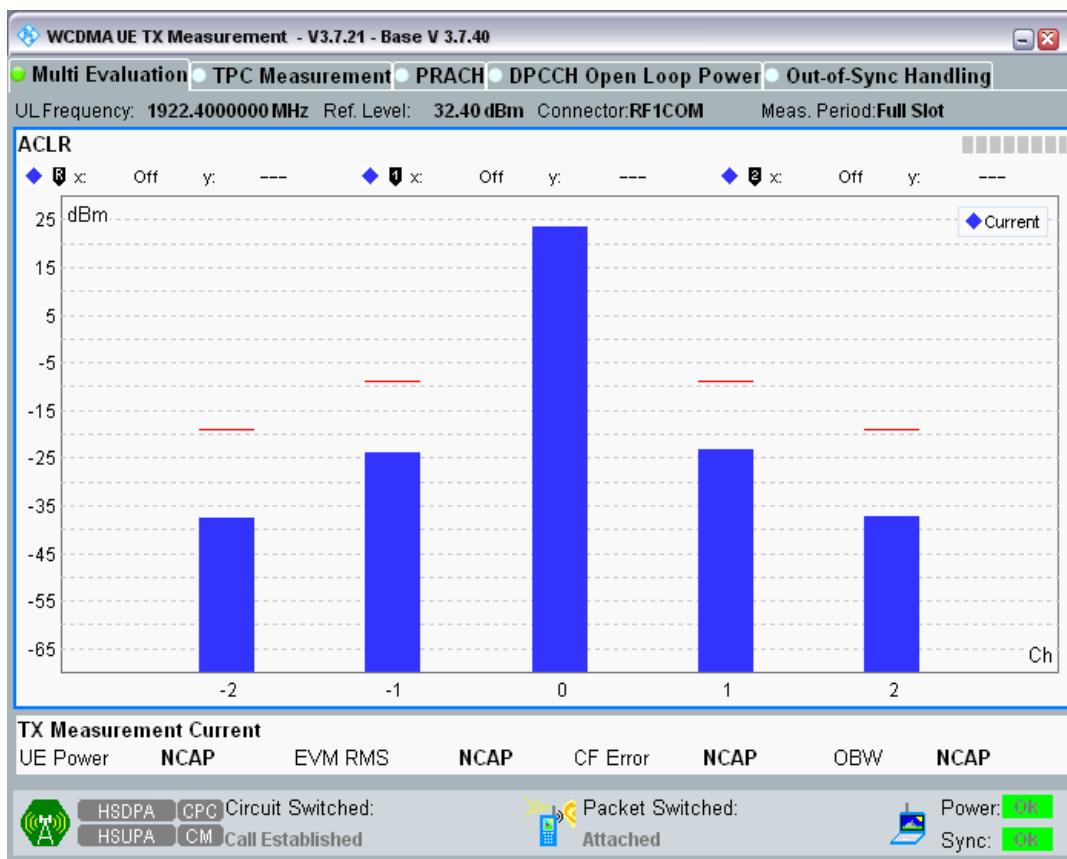 WCDMA UE TX Measurement - V3.7.21 - Base V 3.7.40
Multi Evaluation TPC Measurement PRACH DPCCH Open Loop Power Out-of-Sync Handling
UL Frequency: 1922.4000000 MHz Ref. Level: 32.40 dBm Connector:RF1COM Meas. Period:Full Slot
ACLR
R x: Off y: --- 1 x: Off y: --- 2 x: Off y: ---
dBm
Current
25
15
5
-5
-15
-25
-35
-45
-55
-65
Ch
-2 -1 0 1 2
TX Measurement Current
UE Power NCAP EVM RMS NCAP CF Error NCAP OBW NCAP
HSDPA CPC Circuit Switched: Packet Switched: Power: Ok
HSUPA CM Call Established Attached Sync: Ok